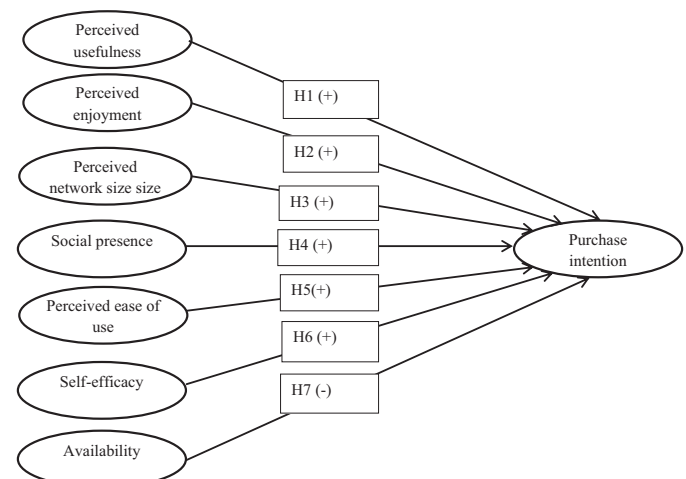 Perceived
usefulness
H1 (+)
Perceived
enjoyment
H2 (+)
Perceived
network size size
H3 (+)
Social presence
H4 (+)
Purchase
intention
Perceived ease of
use
H5(+)
H6 (+)
Self-efficacy
H7 (-)
Availability